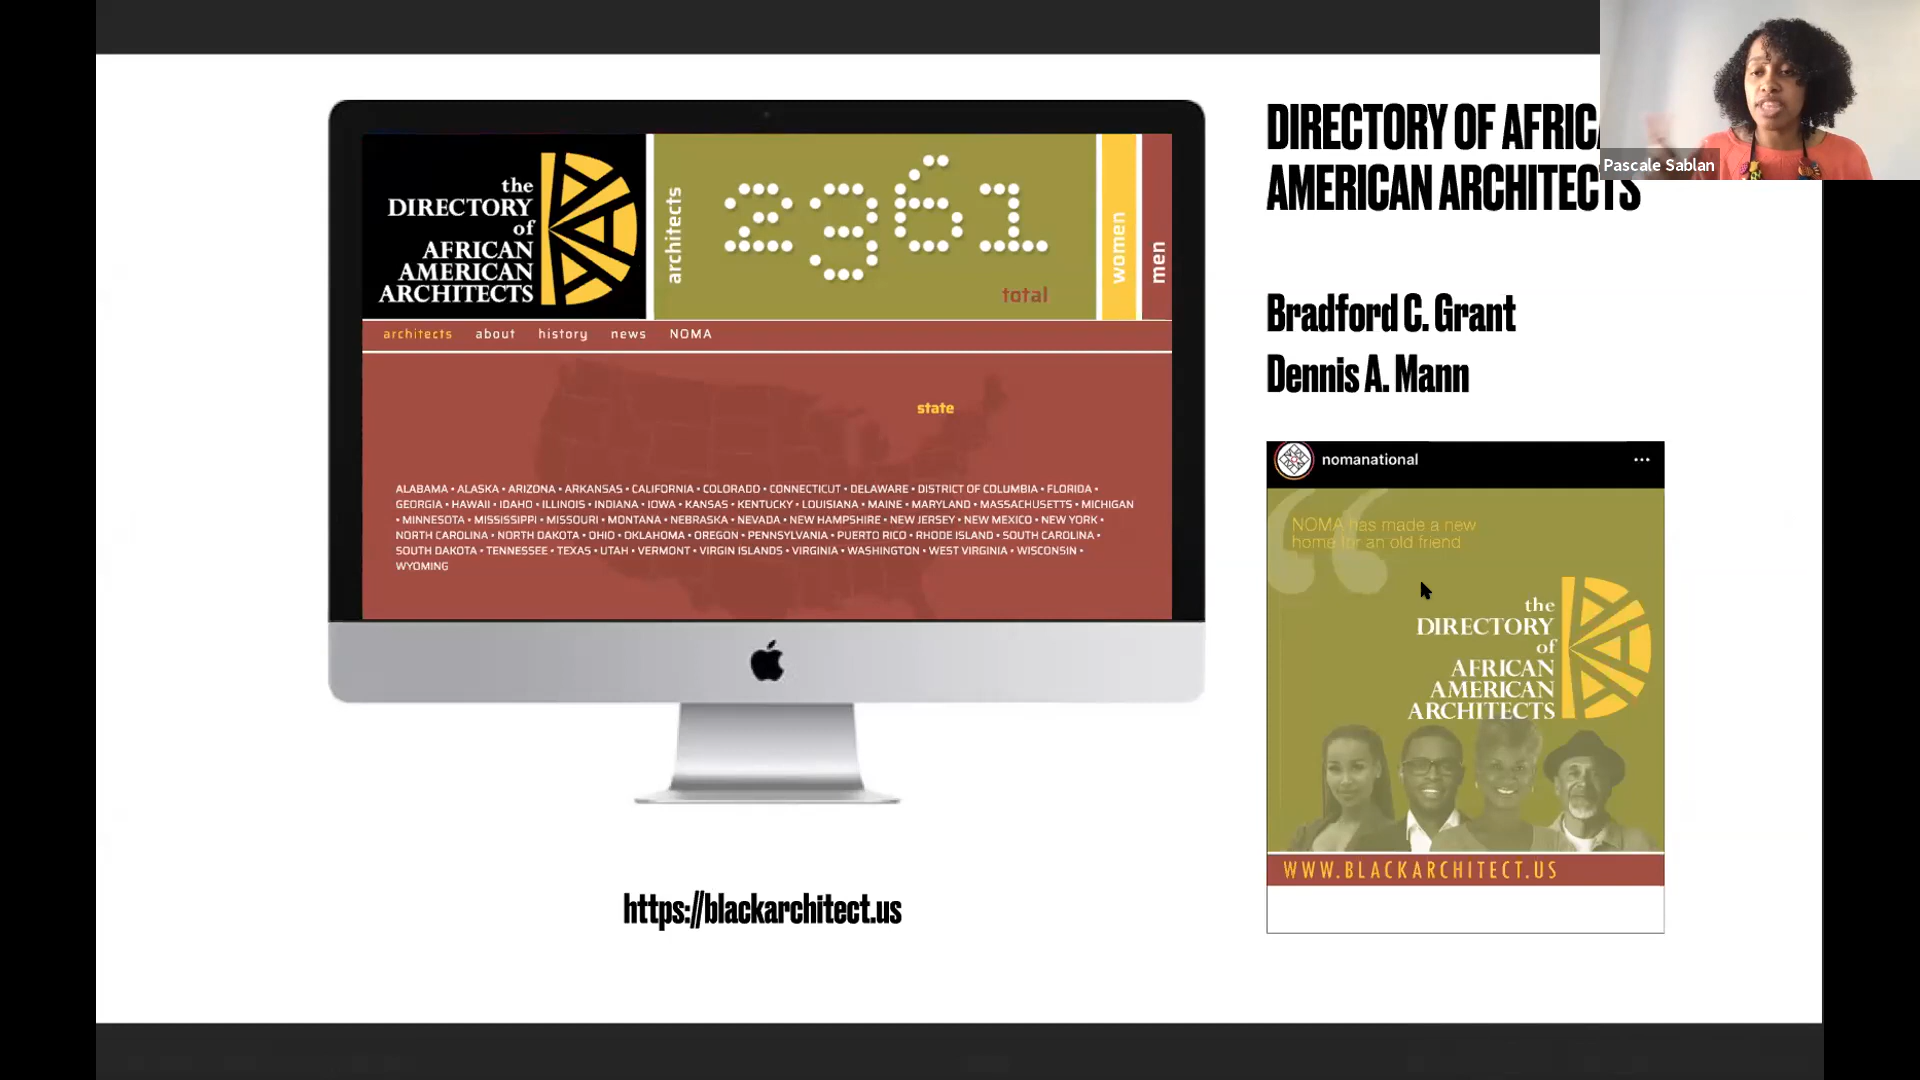 the
DIRECTORY
of
AFRICAN
AMERICAN
ARCHITECTS
architects
2361
total
women
men
architects about history news NOMA
state
ALABAMA • ALASKA • ARIZONA • ARKANSAS • CALIFORNIA • COLORADO • CONNECTICUT • DELAWARE • DISTRICT OF COLUMBIA • FLORIDA •
GEORGIA • HAWAII • IDAHO • ILLINOIS • INDIANA • IOWA • KANSAS • KENTUCKY • LOUISIANA • MAINE • MARYLAND • MASSACHUSETTS • MICHIGAN
• MINNESOTA • MISSISSIPPI • MISSOURI • MONTANA • NEBRASKA • NEVADA • NEW HAMPSHIRE • NEW JERSEY • NEW MEXICO • NEW YORK •
NORTH CAROLINA • NORTH DAKOTA • OHIO • OKLAHOMA • OREGON • PENNSYLVANIA • PUERTO RICO • RHODE ISLAND • SOUTH CAROLINA •
SOUTH DAKOTA • TENNESSEE • TEXAS • UTAH • VERMONT • VIRGIN ISLANDS • VIRGINIA • WASHINGTON • WEST VIRGINIA • WISCONSIN •
WYOMING
https://blackarchitect.us
DIRECTORY OF AFRICA
AMERICAN ARCHITECTS
Bradford C. Grant
Dennis A. Mann
nomanational
NOMA has made a new
home for an old friend
the
DIRECTORY
of
AFRICAN
AMERICAN
ARCHITECTS
WWW.BLACKARCHITECT.US
Pascale Sablan